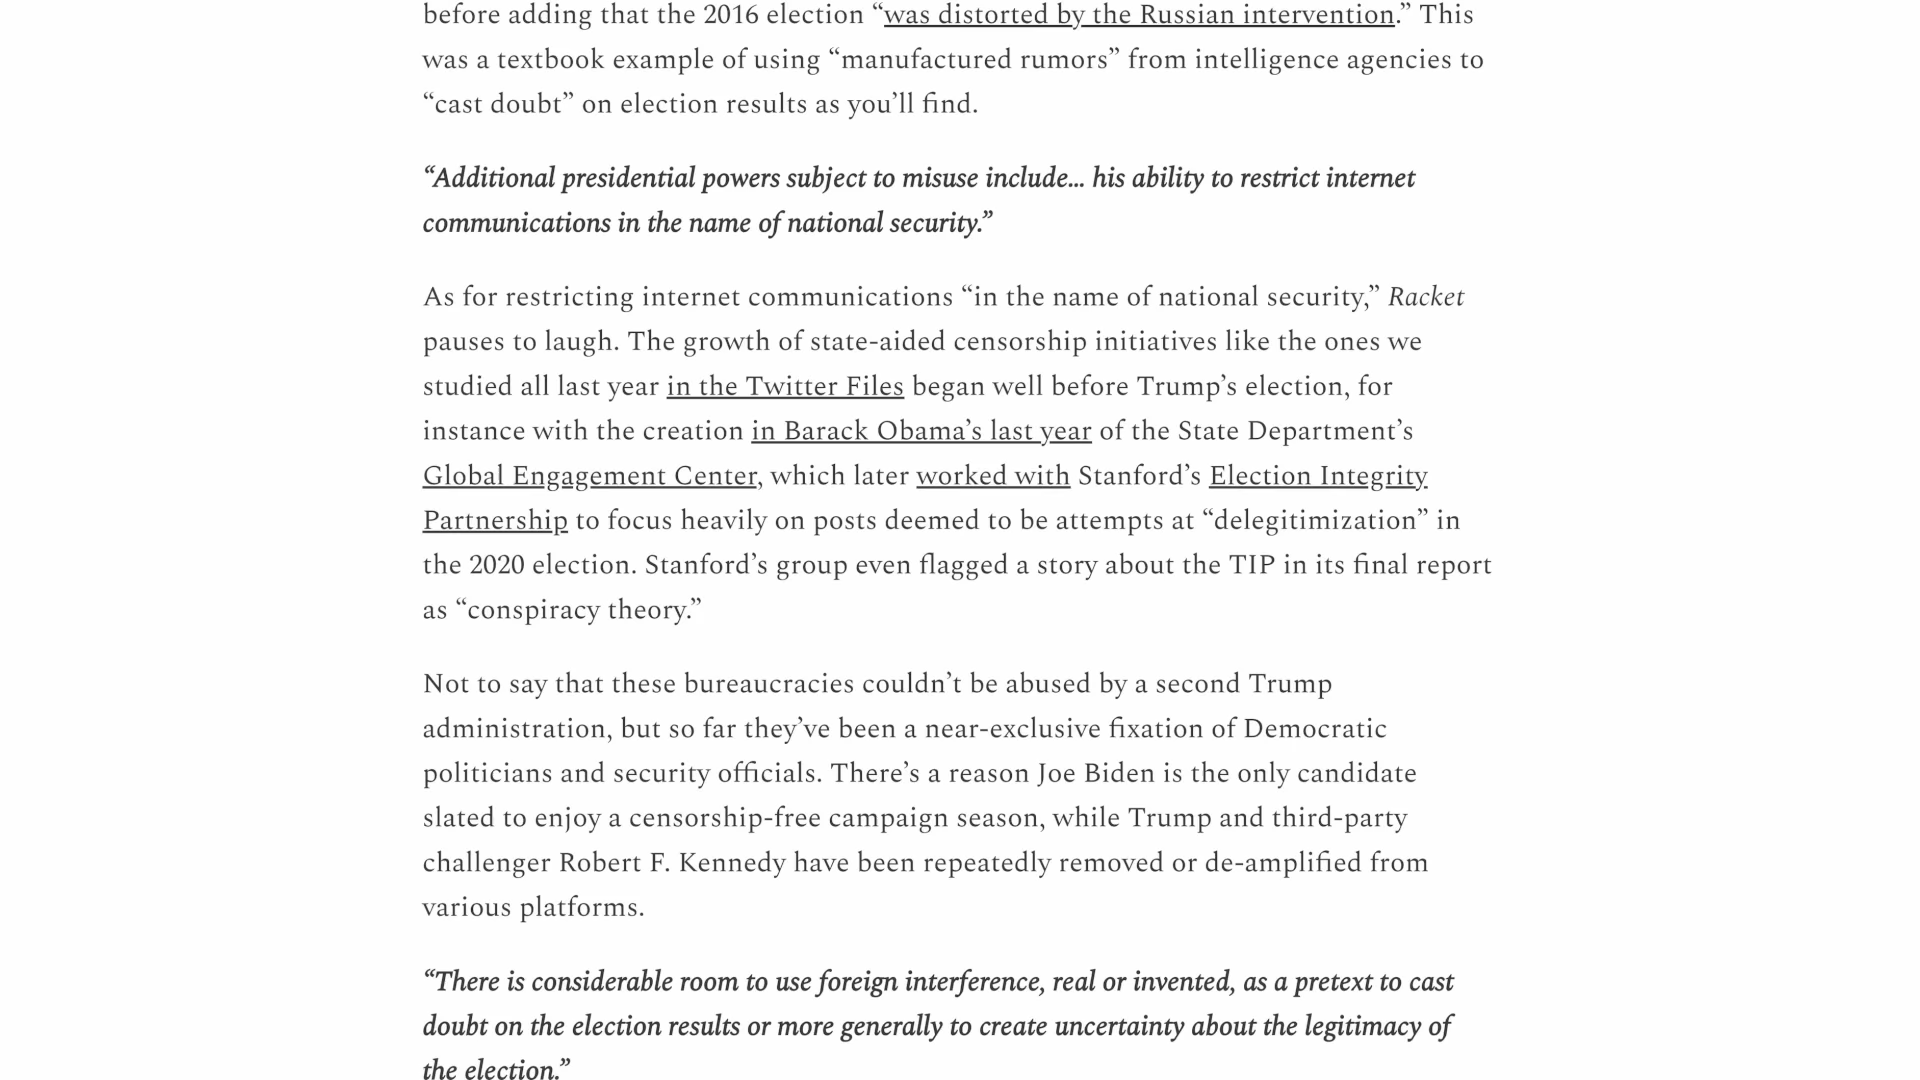 before adding that the 2016 election “was distorted by the Russian intervention.” This
was a textbook example of using “manufactured rumors” from intelligence agencies to
“cast doubt” on election results as you’ll find.
“Additional presidential powers subject to misuse include... his ability to restrict internet
communications in the name of national security.”
As for restricting internet communications “in the name of national security,” Racket
pauses to laugh. The growth of state-aided censorship initiatives like the ones we
studied all last year in the Twitter Files began well before Trump’s election, for
instance with the creation in Barack Obama’s last year of the State Department’s
Global Engagement Center, which later worked with Stanford’s Election Integrity
Partnership to focus heavily on posts deemed to be attempts at “delegitimization” in
the 2020 election. Stanford’s group even flagged a story about the TIP in its final report
as “conspiracy theory.”
Not to say that these bureaucracies couldn’t be abused by a second Trump
administration, but so far they’ve been a near-exclusive fixation of Democratic
politicians and security officials. There’s a reason Joe Biden is the only candidate
slated to enjoy a censorship-free campaign season, while Trump and third-party
challenger Robert F. Kennedy have been repeatedly removed or de-amplified from
various platforms.
“There is considerable room to use foreign interference, real or invented, as a pretext to cast
doubt on the election results or more generally to create uncertainty about the legitimacy of
the election.”